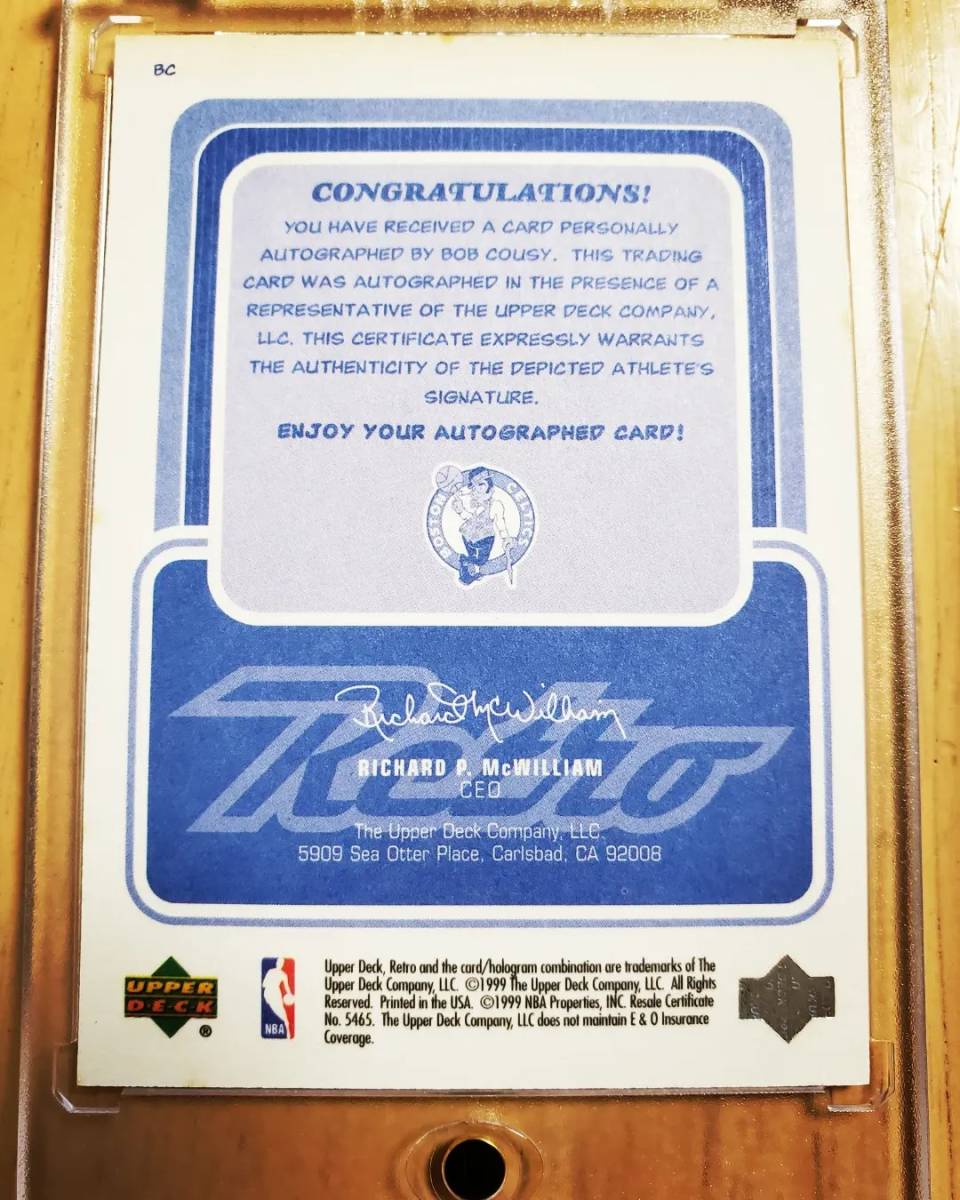 BC
CONGRATULATIONS!
YOU HAVE RECEIVED A CARD PERSONALLY
AUTOGRAPHED BY BOB COUSY. THIS TRADING
CARD WAS AUTOGRAPHED IN THE PRESENCE OF A
REPRESENTATIVE OF THE UPPER DECK COMPANY,
LLC. THIS CERTIFICATE EXPRESSLY WARRANTS
THE AUTHENTICITY OF THE DEPICTED ATHLETE'S
SIGNATURE.
ENJOY YOUR AUTOGRAPHED CARD!
BOSTON CELTICS
Retro
Richard McWilliam
RICHARD P. McWILLIAM
CEO
The Upper Deck Company, LLC.
5909 Sea Otter Place, Carlsbad, CA 92008
UPPER
DECK
®
NBA
Upper Deck, Retro and the card/hologram combination are trademarks of The
Upper Deck Company, LLC. ©1999 The Upper Deck Company, LLC. All Rights
Reserved. Printed in the USA. ©1999 NBA Properties, INC. Resale Certificate
No. 5465. The Upper Deck Company, LLC does not maintain E & O Insurance
Coverage.